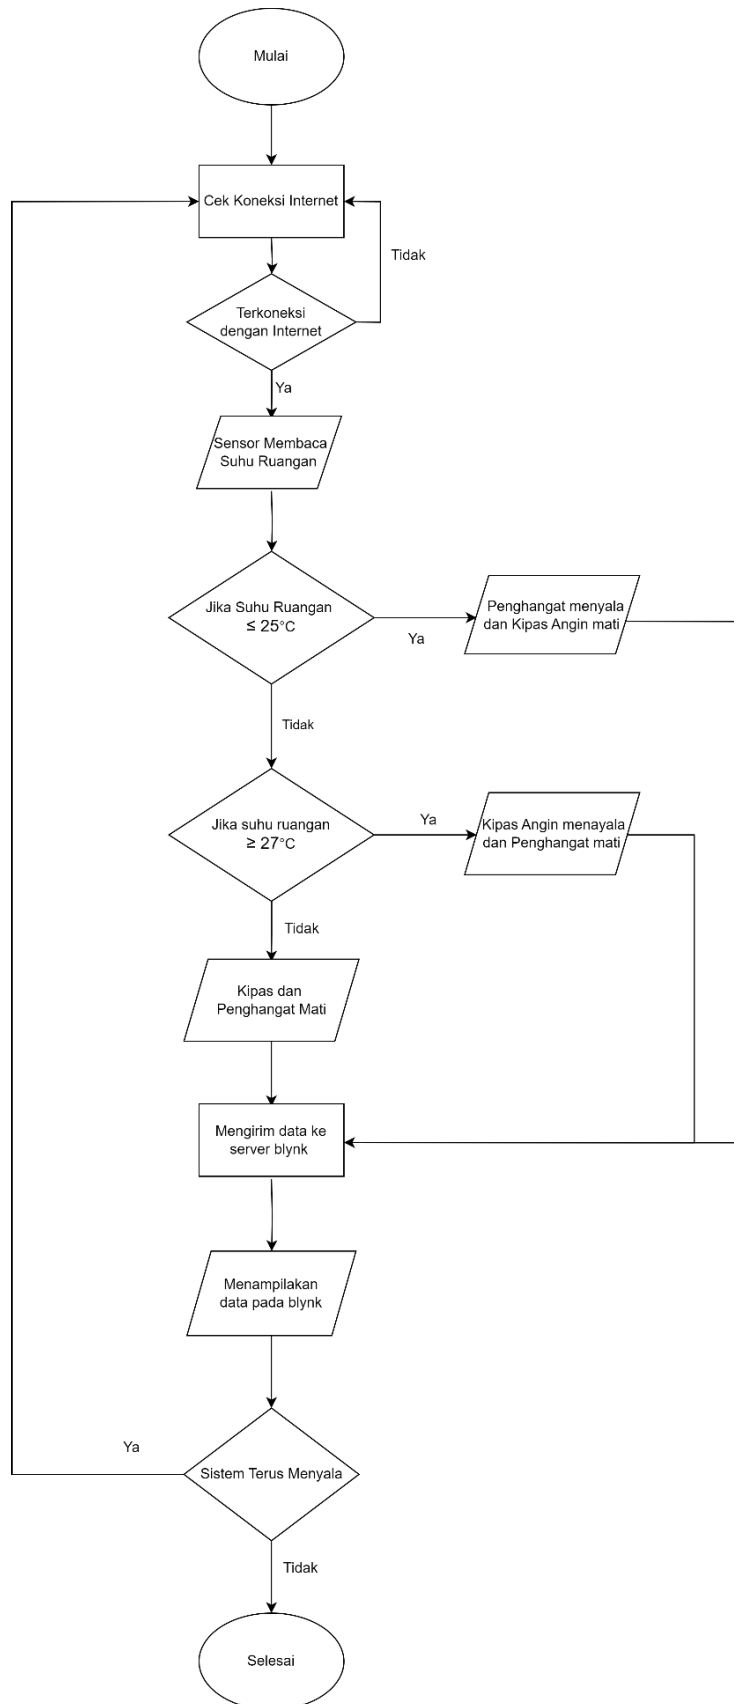 Mulai
Cek Koneksi Internet
Tidak
Terkoneksi
dengan Internet
Ya
Sensor Membaca
Suhu Ruangan
Jika Suhu Ruangan
≤ 25°C
Ya
Penghangat menyala
dan Kipas Angin mati
Tidak
Jika suhu ruangan
≥ 27°C
Ya
Kipas Angin menayala
dan Penghangat mati
Tidak
Kipas dan
Penghangat Mati
Mengirim data ke
server blynk
Menampilakan
data pada blynk
Ya
Sistem Terus Menyala
Tidak
Selesai